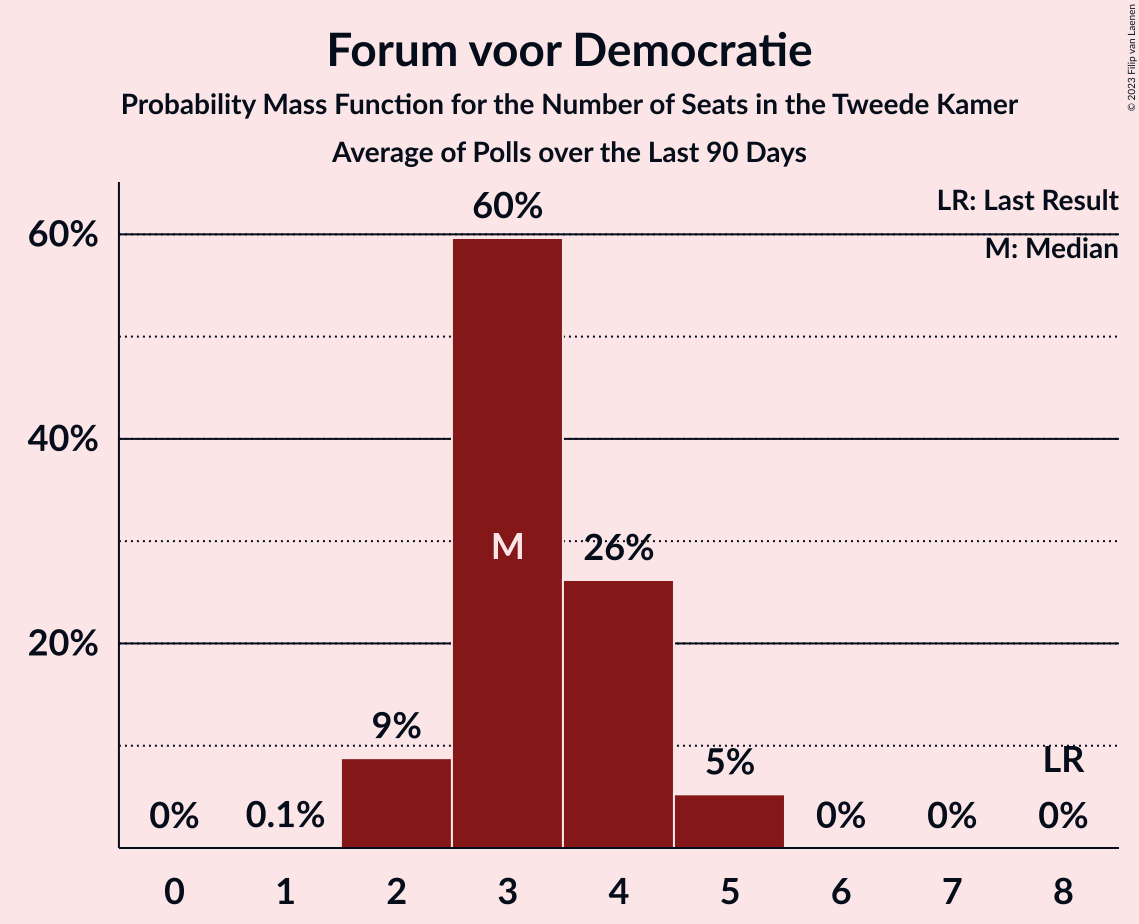 Forum voor Democratie
Probability Mass Function for the Number of Seats in the Tweede Kamer
Average of Polls over the Last 90 Days
© 2023 Filip van Laenen
LR: Last Result
M: Median
60%
40%
20%
0%
0.1%
9%
60%
M
26%
5%
0%
0%
LR
0%
0 1 2 3 4 5 6 7 8